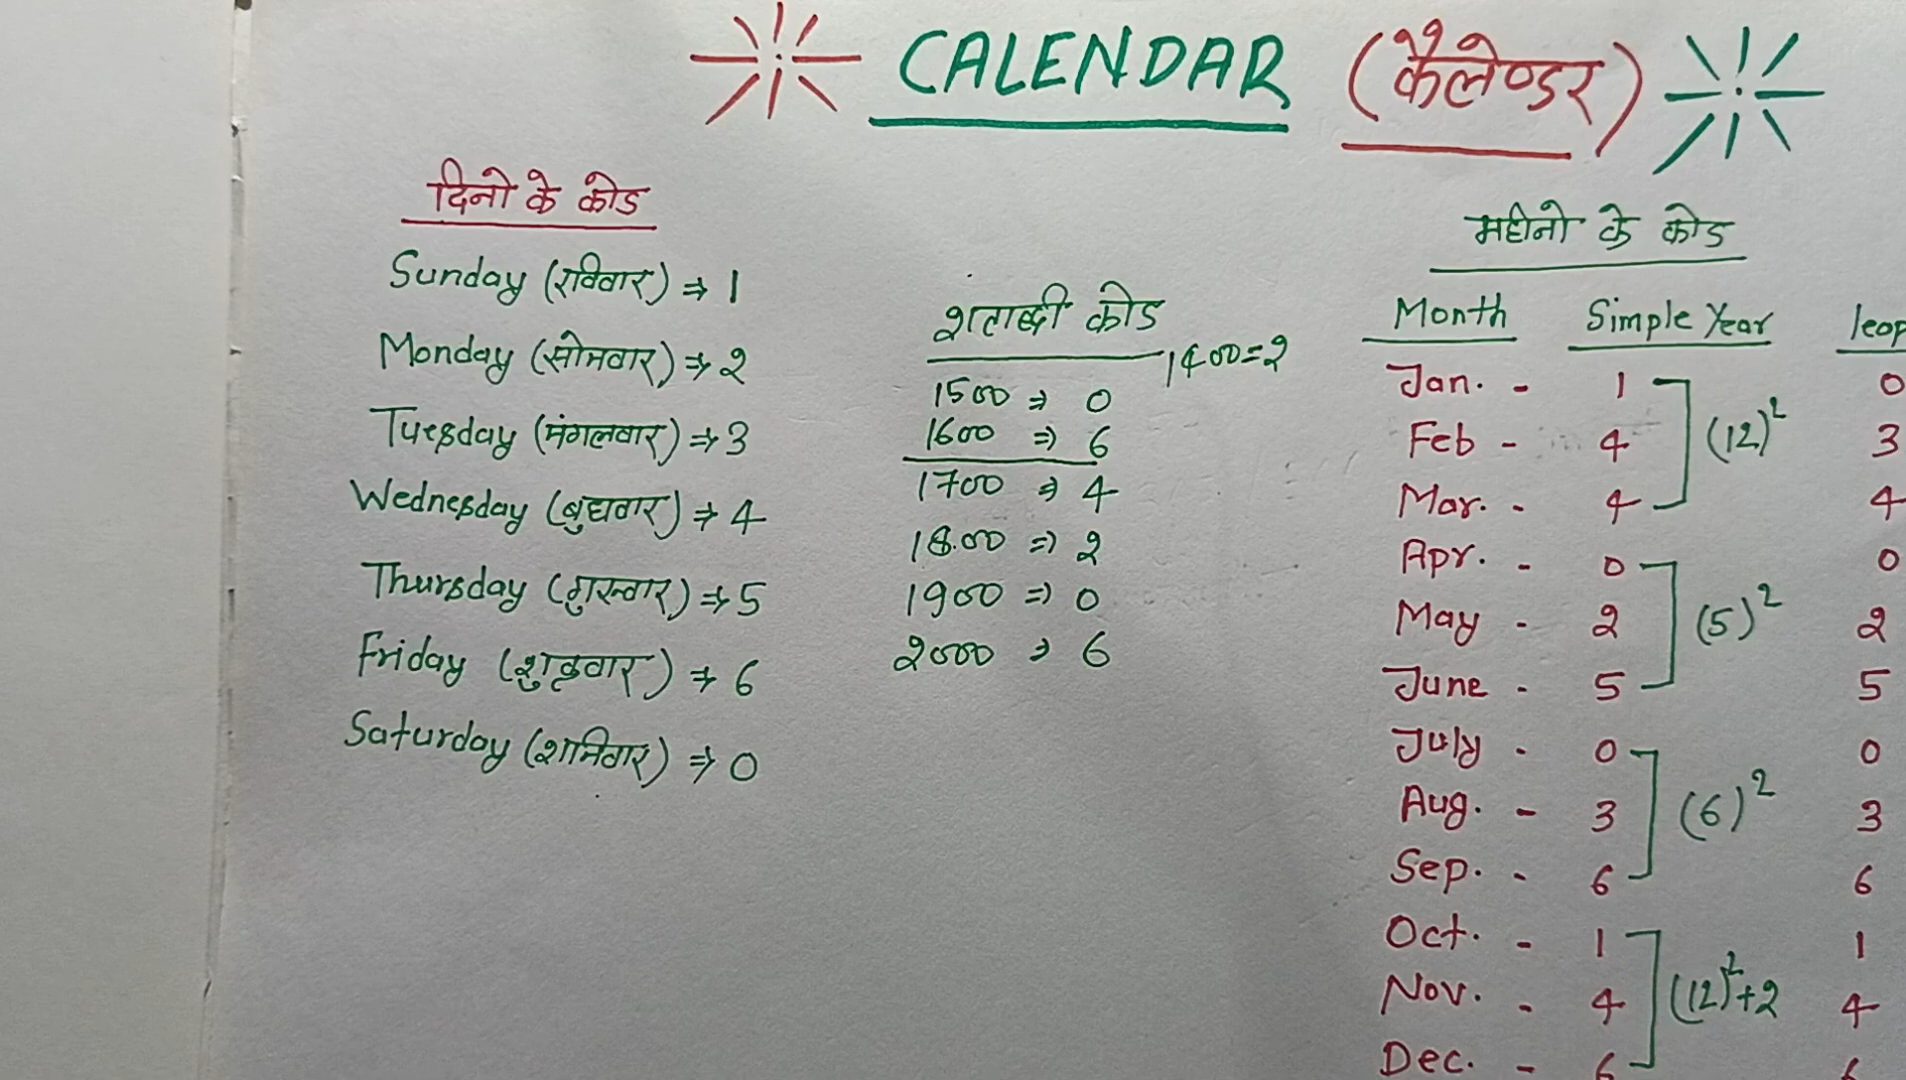 CALENDAR (कैलेण्डर)
दिनो के कोड
Sunday (रविवार) ⇒ 1
Monday (सोमवार) ⇒ 2
Tuesday (मंगलवार) ⇒ 3
Wednesday (बुधवार) ⇒ 4
Thursday (गुरुवार) ⇒ 5
Friday (शुक्रवार) ⇒ 6
Saturday (शनिवार) ⇒ 0
शताब्दी कोड
1400=2
1500 ⇒ 0
1600 ⇒ 6
1700 ⇒ 4
1800 ⇒ 2
1900 ⇒ 0
2000 ⇒ 6
महीनो के कोड
Month Simple Year leap
Jan. - 1 0
Feb - 4 (12)² 3
Mar. - 4 4
Apr. - 0 0
May - 2 (5)² 2
June - 5 5
July - 0 0
Aug. - 3 (6)² 3
Sep. - 6 6
Oct. - 1 1
Nov. - 4 (12)²+2 4
Dec. - 6 6